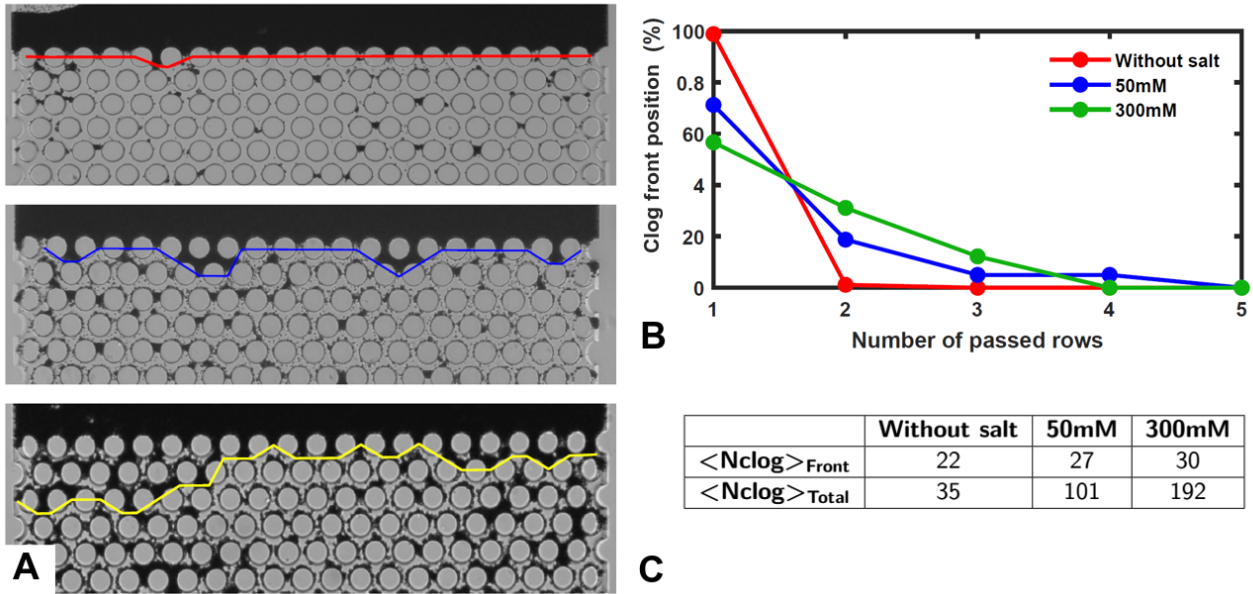 A
Clog front position (%)
100
0.8
60
4
20
0
1
2
3
4
5
Number of passed rows
Without salt
50mM
300mM
B
Without salt 50mM 300mM
<Nclog>Front 22 27 30
<Nclog>Total 35 101 192
C